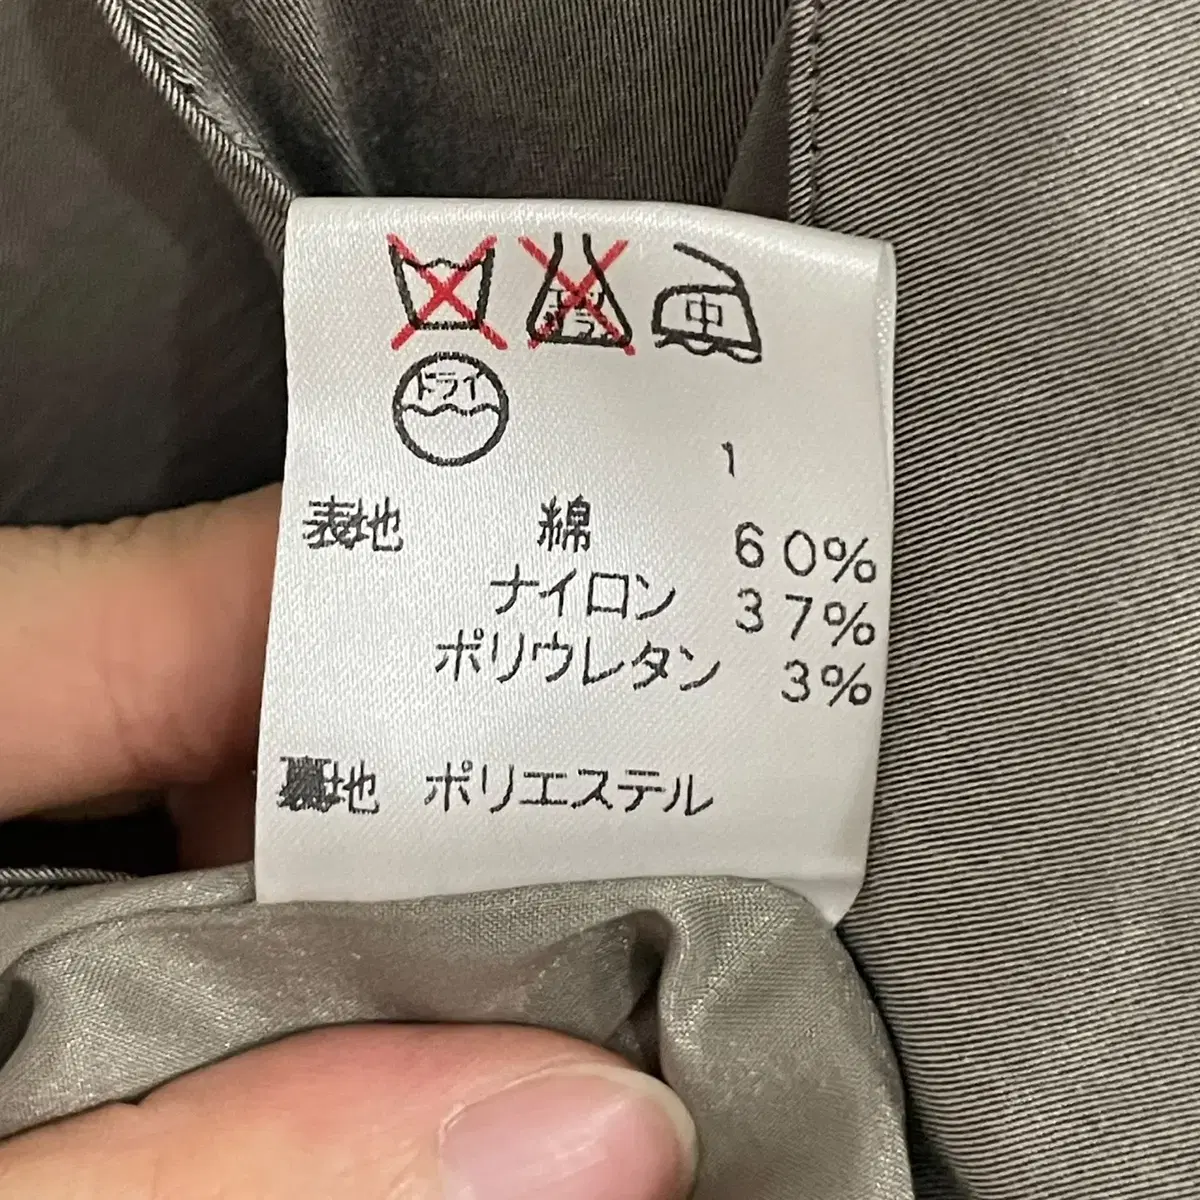 エンソ
サラシ
中
ドライ
1
表地 綿 60%
ナイロン 37%
ポリウレタン 3%
裏地 ポリエステル